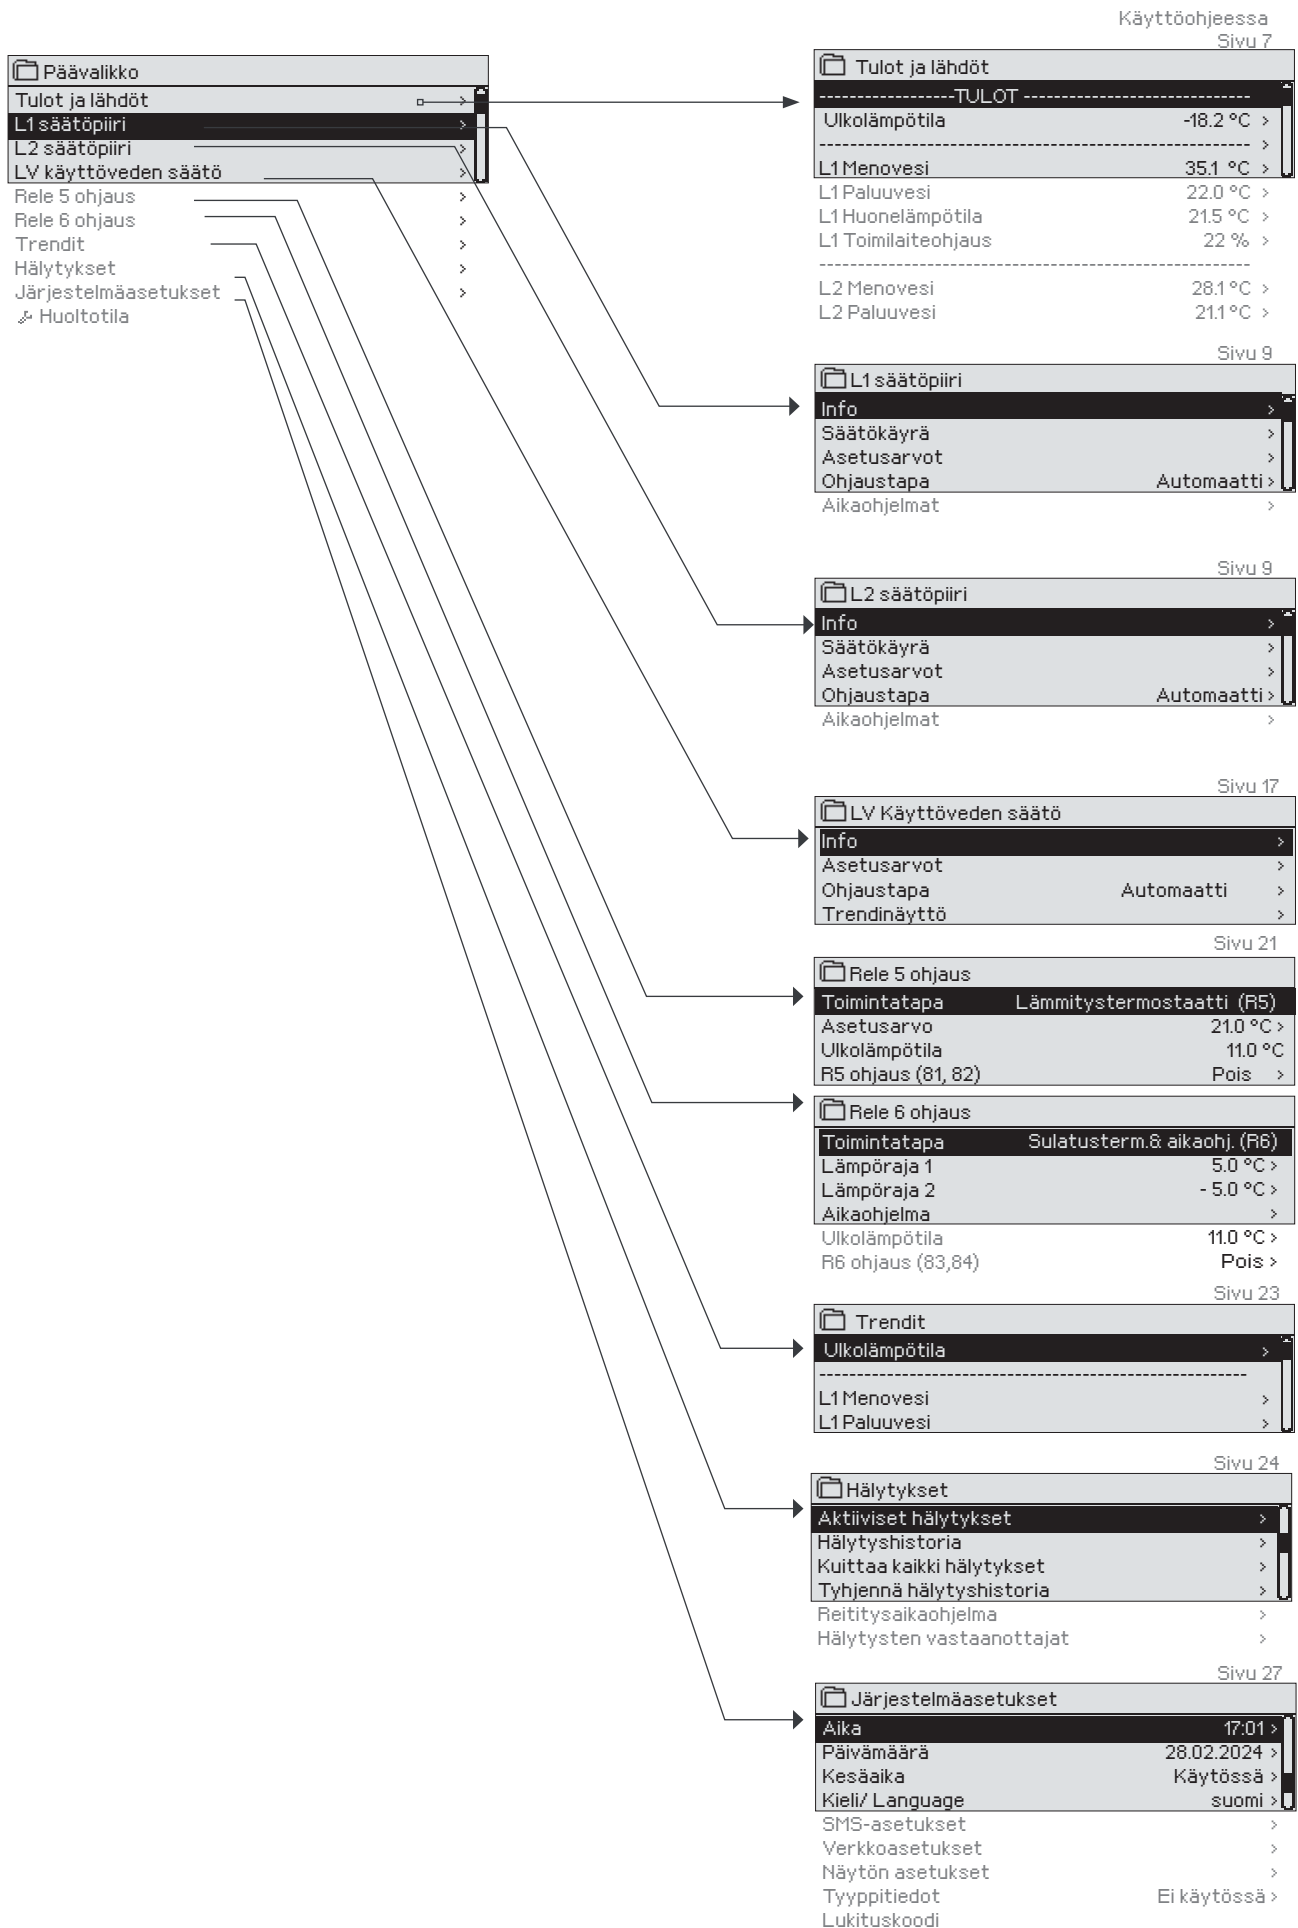 Käyttöohjeessa
Sivu 7
Päävalikko
Tulot ja lähdöt >
L1 säätöpiiri >
L2 säätöpiiri >
LV käyttöveden säätö >
Rele 5 ohjaus >
Rele 6 ohjaus >
Trendit >
Hälytykset >
Järjestelmäasetukset >
Huoltotila
Tulot ja lähdöt
------------------TULOT ------------------------------
Ulkolämpötila -18.2 °C >
--------------------------------------------------------- >
L1 Menovesi 35.1 °C >
L1 Paluuvesi 22.0 °C >
L1 Huonelämpötila 21.5 °C >
L1 Toimilaiteohjaus 22 % >
---------------------------------------------------------
L2 Menovesi 28.1 °C >
L2 Paluuvesi 21.1 °C >
Sivu 9
L1 säätöpiiri
Info >
Säätökäyrä >
Asetusarvot >
Ohjaustapa Automaatti >
Aikaohjelmat >
Sivu 9
L2 säätöpiiri
Info >
Säätökäyrä >
Asetusarvot >
Ohjaustapa Automaatti >
Aikaohjelmat >
Sivu 17
LV Käyttöveden säätö
Info >
Asetusarvot >
Ohjaustapa Automaatti >
Trendinäyttö >
Sivu 21
Rele 5 ohjaus
Toimintatapa Lämmitystermostaatti (R5)
Asetusarvo 21.0 °C >
Ulkolämpötila 11.0 °C
R5 ohjaus (81, 82) Pois >
Rele 6 ohjaus
Toimintatapa Sulatusterm.& aikaohj. (R6)
Lämpöraja 1 5.0 °C >
Lämpöraja 2 - 5.0 °C >
Aikaohjelma >
Ulkolämpötila 11.0 °C >
R6 ohjaus (83,84) Pois >
Sivu 23
Trendit
Ulkolämpötila >
---------------------------------------------------------
L1 Menovesi >
L1 Paluuvesi >
Sivu 24
Hälytykset
Aktiiviset hälytykset >
Hälytyshistoria >
Kuittaa kaikki hälytykset >
Tyhjennä hälytyshistoria >
Reititysaikaohjelma >
Hälytysten vastaanottajat >
Sivu 27
Järjestelmäasetukset
Aika 17:01 >
Päivämäärä 28.02.2024 >
Kesäaika Käytössä >
Kieli/ Language suomi >
SMS-asetukset >
Verkkoasetukset >
Näytön asetukset >
Tyyppitiedot Ei käytössä >
Lukituskoodi